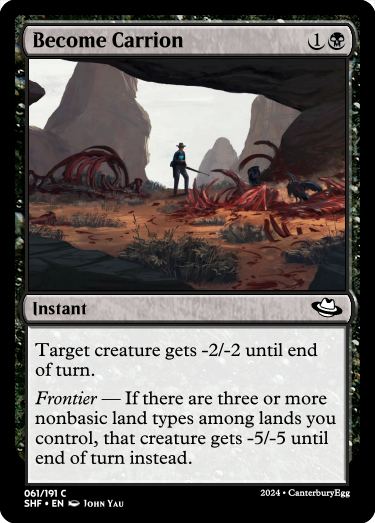 Become Carrion 1
Instant
Target creature gets -2/-2 until end
of turn.
Frontier — If there are three or more
nonbasic land types among lands you
control, that creature gets -5/-5 until
end of turn instead.
061/191 C
SHF • EN John Yau
2024 • CanterburyEgg